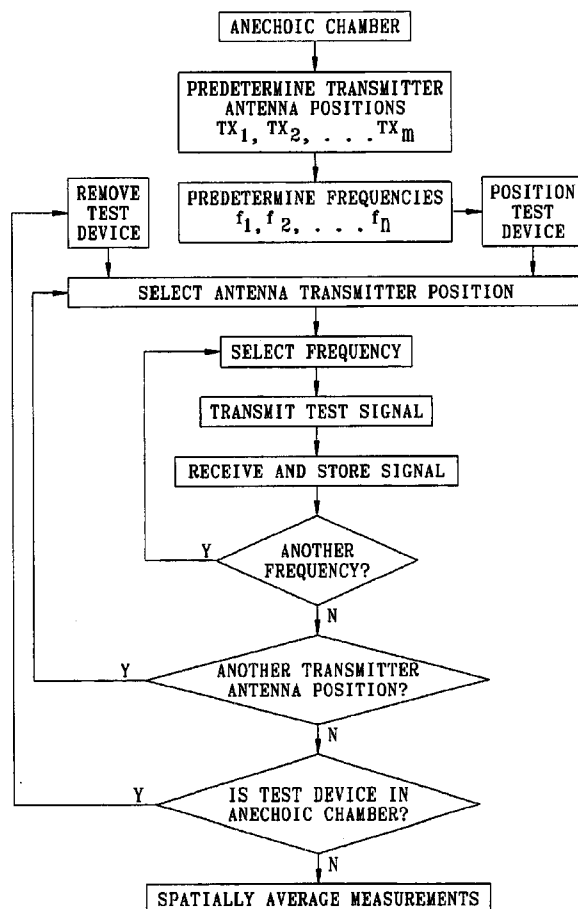 ANECHOIC CHAMBER
PREDETERMINE TRANSMITTER
ANTENNA POSITIONS
TX1, TX2, . . . TXm
REMOVE
TEST
DEVICE
PREDETERMINE FREQUENCIES
f1, f2, . . . fn
POSITION
TEST
DEVICE
SELECT ANTENNA TRANSMITTER POSITION
SELECT FREQUENCY
TRANSMIT TEST SIGNAL
RECEIVE AND STORE SIGNAL
Y
ANOTHER
FREQUENCY?
N
Y
ANOTHER TRANSMITTER
ANTENNA POSITION?
N
Y
IS TEST DEVICE IN
ANECHOIC CHAMBER?
N
SPATIALLY AVERAGE MEASUREMENTS